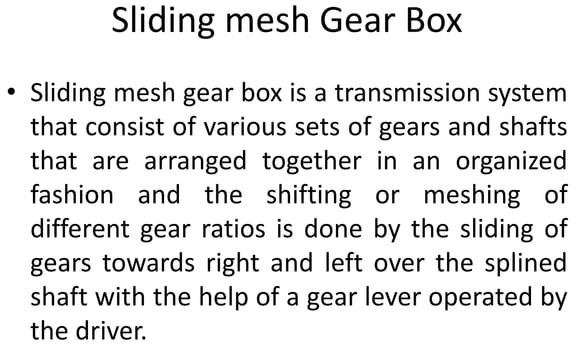 Sliding mesh Gear Box
• Sliding mesh gear box is a transmission system
that consist of various sets of gears and shafts
that are arranged together in an organized
fashion and the shifting or meshing of
different gear ratios is done by the sliding of
gears towards right and left over the splined
shaft with the help of a gear lever operated by
the driver.